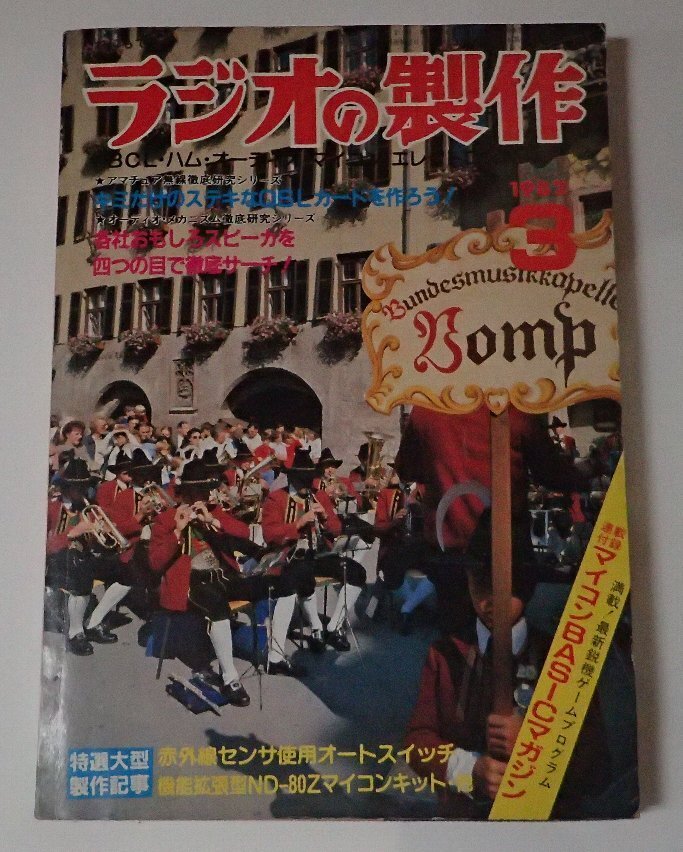 ラジオの製作
BCL・ハム・オーディオ・マイコン・エレ
★アマチュア無線徹底研究シリーズ
キミだけのステキなQSLカードを作ろう！
★オーディオ・メカニズム徹底研究シリーズ
各社おもしろスピーカを
四つの目で徹底サーチ！
1983
3
Bundesmusikkapelle
Vomp
連載付録
マイコンBASICマガジン
満載！最新鋭機ゲームプログラム
特選大型製作記事
赤外線センサ使用オートスイッチ
機能拡張型ND-80Zマイコンキット